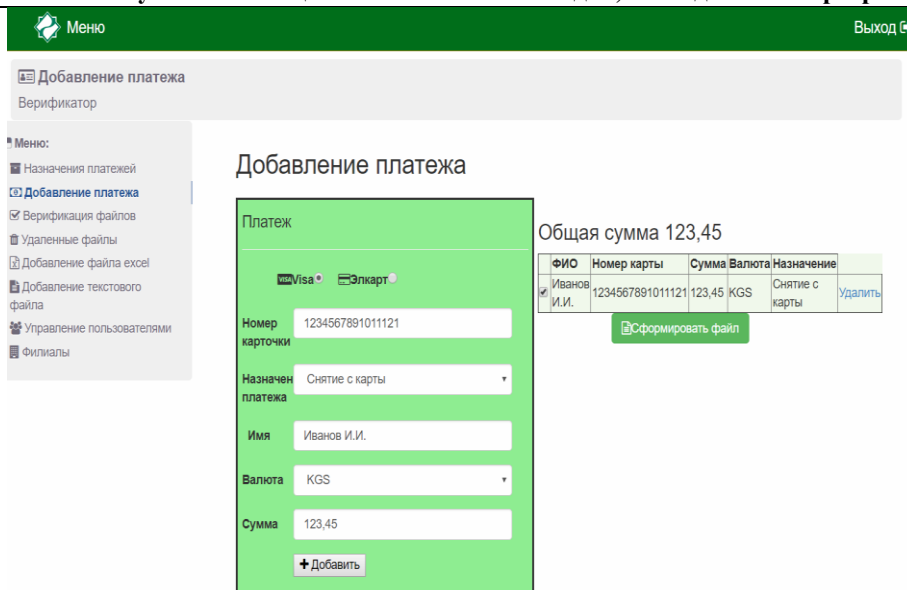 Меню
Выход
Добавление платежа
Верификатор
Меню:
Назначения платежей
Добавление платежа
Верификация файлов
Удаленные файлы
Добавление файла excel
Добавление текстового
файла
Управление пользователями
Филиалы
Добавление платежа
Платеж
VISA Visa Элкарт
Номер
карточки
1234567891011121
Назначен
платежа
Снятие с карты
Имя
Иванов И.И.
Валюта
KGS
Сумма
123,45
Добавить
Общая сумма 123,45
ФИО Номер карты Сумма Валюта Назначение
Иванов И.И. 1234567891011121 123,45 KGS Снятие с карты Удалить
Сформировать файл